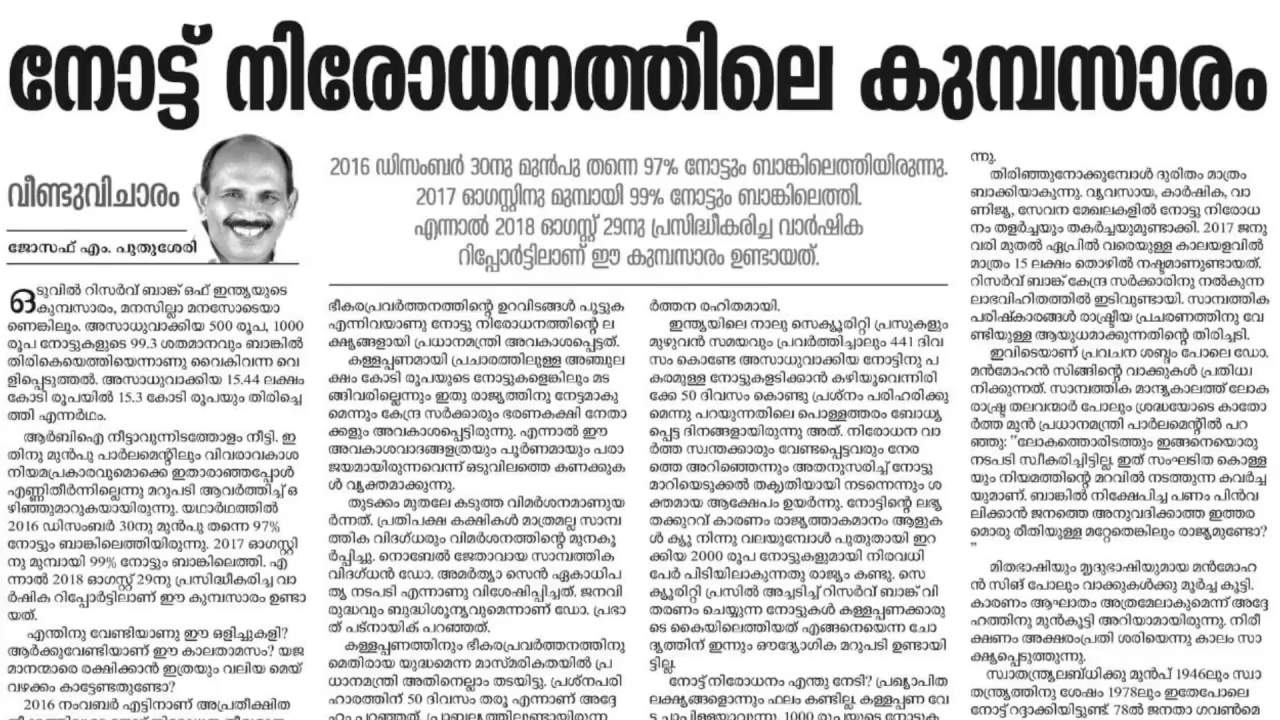 നോട്ട് നിരോധനത്തിലെ കുമ്പസാരം
വീണ്ടുവിചാരം
ജോസഫ് എം. പുതുശേരി
2016 ഡിസംബർ 30നു മുൻപു തന്നെ 97% നോട്ടും ബാങ്കിലെത്തിയിരുന്നു.
2017 ഓഗസ്റ്റിനു മുമ്പായി 99% നോട്ടും ബാങ്കിലെത്തി.
എന്നാൽ 2018 ഓഗസ്റ്റ് 29നു പ്രസിദ്ധീകരിച്ച വാർഷിക
റിപ്പോർട്ടിലാണ് ഈ കുമ്പസാരം ഉണ്ടായത്.
ഒടുവിൽ റിസർവ് ബാങ്ക് ഒഫ് ഇന്ത്യയുടെ
കുമ്പസാരം, മനസില്ലാ മനസോടെയാ
ണെങ്കിലും. അസാധുവാക്കിയ 500 രൂപ, 1000
രൂപ നോട്ടുകളുടെ 99.3 ശതമാനവും ബാങ്കിൽ
തിരികെയെത്തിയെന്നാണു വൈകിവന്ന വെ
ളിപ്പെടുത്തൽ. അസാധുവാക്കിയ 15.44 ലക്ഷം
കോടി രൂപയിൽ 15.3 കോടി രൂപയും തിരിച്ചെ
ത്തി എന്നർഥം.
ആർബിഐ നീട്ടാവുന്നിടത്തോളം നീട്ടി. ഇ
തിനു മുൻപു പാർലമെന്റിലും വിവരാവകാശ
നിയമപ്രകാരവുമൊക്കെ ഇതാരാഞ്ഞപ്പോൾ
എണ്ണിതീർന്നില്ലെന്നു മറുപടി ആവർത്തിച്ച് ഒ
ഴിഞ്ഞുമാറുകയായിരുന്നു. യഥാർഥത്തിൽ
2016 ഡിസംബർ 30നു മുൻപു തന്നെ 97%
നോട്ടും ബാങ്കിലെത്തിയിരുന്നു. 2017 ഓഗസ്റ്റി
നു മുമ്പായി 99% നോട്ടും ബാങ്കിലെത്തി. എ
ന്നാൽ 2018 ഓഗസ്റ്റ് 29നു പ്രസിദ്ധീകരിച്ച വാ
ർഷിക റിപ്പോർട്ടിലാണ് ഈ കുമ്പസാരം ഉണ്ടാ
യത്.
എന്തിനു വേണ്ടിയാണു ഈ ഒളിച്ചുകളി?
ആർക്കുവേണ്ടിയാണ് ഈ കാലതാമസം? യജ
മാനന്മാരെ രക്ഷിക്കാൻ ഇത്രയും വലിയ മെയ്
വഴക്കം കാട്ടേണ്ടതുണ്ടോ?
2016 നവംബർ എട്ടിനാണ് അപ്രതീക്ഷിത
ഭീകരപ്രവർത്തനത്തിന്റെ ഉറവിടങ്ങൾ പൂട്ടുക
എന്നിവയാണു നോട്ടു നിരോധനത്തിന്റെ ല
ക്ഷ്യങ്ങളായി പ്രധാനമന്ത്രി അവകാശപ്പെട്ടത്.
കള്ളപ്പണമായി പ്രചാരത്തിലുള്ള അഞ്ചുല
ക്ഷം കോടി രൂപയുടെ നോട്ടുകളെങ്കിലും മട
ങ്ങിവരില്ലെന്നും ഇതു രാജ്യത്തിനു നേട്ടമാകു
മെന്നും കേന്ദ്ര സർക്കാരും ഭരണകക്ഷി നേതാ
ക്കളും അവകാശപ്പെട്ടിരുന്നു. എന്നാൽ ഈ
അവകാശവാദങ്ങളത്രയും പൂർണമായും പരാ
ജയമായിരുന്നവെന്ന് ഒടുവിലത്തെ കണക്കുക
ൾ വ്യക്തമാക്കുന്നു.
തുടക്കം മുതലേ കടുത്ത വിമർശനമാണുയ
ർന്നത്. പ്രതിപക്ഷ കക്ഷികൾ മാത്രമല്ല സാമ്പ
ത്തിക വിദഗ്ധരും വിമർശനത്തിന്റെ മുനകൂ
ർപ്പിച്ചു. നൊബേൽ ജേതാവായ സാമ്പത്തിക
വിദഗ്ധൻ ഡോ. അമർത്യാ സെൻ ഏകാധിപ
ത്യ നടപടി എന്നാണു വിശേഷിപ്പിച്ചത്. ജനവി
രുദ്ധവും ബുദ്ധിശൂന്യവുമെന്നാണ് ഡോ. പ്രഭാ
ത് പട്നായിക് പറഞ്ഞത്.
കള്ളപ്പണത്തിനും ഭീകരപ്രവർത്തനത്തിനു
മെതിരായ യുദ്ധമെന്ന മാസ്മരികതയിൽ പ്ര
ധാനമന്ത്രി അതിനെല്ലാം തടയിട്ടു. പ്രശ്നപരി
ഹാരത്തിന് 50 ദിവസം തരൂ എന്നാണ് അദ്ദേ
ഹം പറഞ്ഞത്. പ്രാബല്യത്തിലുണ്ടായിരുന്ന
ർത്തന രഹിതമായി.
ഇന്ത്യയിലെ നാലു സെക്യൂരിറ്റി പ്രസുകളും
മുഴുവൻ സമയവും പ്രവർത്തിച്ചാലും 441 ദിവ
സം കൊണ്ടേ അസാധുവാക്കിയ നോട്ടിനു പ
കരമുള്ള നോട്ടുകളടിക്കാൻ കഴിയൂവെന്നിരി
ക്കേ 50 ദിവസം കൊണ്ടു പ്രശ്നം പരിഹരിക്കു
മെന്നു പറയുന്നതിലെ പൊള്ളത്തരം ബോധ്യ
പ്പെട്ട ദിനങ്ങളായിരുന്നു അത്. നിരോധന വാ
ർത്ത സ്വന്തക്കാരും വേണ്ടപ്പെട്ടവരും നേര
ത്തെ അറിഞ്ഞെന്നും അതനുസരിച്ച് നോട്ടു
മാറിയെടുക്കൽ തകൃതിയായി നടന്നെന്നും ശ
ക്തമായ ആക്ഷേപം ഉയർന്നു. നോട്ടിന്റെ ലഭ്യ
തക്കുറവ് കാരണം രാജ്യത്താകമാനം ആളുക
ൾ ക്യൂ നിന്നു വലയുമ്പോൾ പുതുതായി ഇറ
ക്കിയ 2000 രൂപ നോട്ടുകളുമായി നിരവധി
പേർ പിടിയിലാകുന്നതു രാജ്യം കണ്ടു. സെ
ക്യൂരിറ്റി പ്രസിൽ അച്ചടിച്ച് റിസർവ് ബാങ്ക് വി
തരണം ചെയ്യുന്ന നോട്ടുകൾ കള്ളപ്പണക്കാരു
ടെ കൈയിലെത്തിയത് എങ്ങനെയെന്ന ചോ
ദ്യത്തിന് ഇന്നും ഔദ്യോഗിക മറുപടി ഉണ്ടായി
ട്ടില്ല.
നോട്ട് നിരോധനം എന്തു നേടി? പ്രഖ്യാപിത
ലക്ഷ്യങ്ങളൊന്നും ഫലം കണ്ടില്ല. കള്ളപ്പണ വേ
ട്ട ചാപിള്ളയാവുന്നു. 1000 രൂപയുടെ നോട്ടുക
ന്നു.
തിരിഞ്ഞുനോക്കുമ്പോൾ ദുരിതം മാത്രം
ബാക്കിയാകുന്നു. വ്യവസായ, കാർഷിക, വാ
ണിജ്യ, സേവന മേഖലകളിൽ നോട്ടു നിരോധ
നം തളർച്ചയും തകർച്ചയുമുണ്ടാക്കി. 2017 ജനു
വരി മുതൽ ഏപ്രിൽ വരെയുള്ള കാലയളവിൽ
മാത്രം 15 ലക്ഷം തൊഴിൽ നഷ്ടമാണുണ്ടായത്.
റിസർവ് ബാങ്ക് കേന്ദ്ര സർക്കാരിനു നൽകുന്ന
ലാഭവിഹിതത്തിൽ ഇടിവുണ്ടായി. സാമ്പത്തിക
പരിഷ്കാരങ്ങൾ രാഷ്ട്രീയ പ്രചരണത്തിനു വേ
ണ്ടിയുള്ള ആയുധമാക്കുന്നതിന്റെ തിരിച്ചടി.
ഇവിടെയാണ് പ്രവചന ശബ്ദം പോലെ ഡോ.
മൻമോഹൻ സിങ്ങിന്റെ വാക്കുകൾ പ്രതിധ്വ
നിക്കുന്നത്. സാമ്പത്തിക മാന്ദ്യകാലത്ത് ലോക
രാഷ്ട്ര തലവന്മാർ പോലും ശ്രദ്ധയോടെ കാതോ
ർത്ത മുൻ പ്രധാനമന്ത്രി പാർലമെന്റിൽ പറ
ഞ്ഞു: "ലോകത്തൊരിടത്തും ഇങ്ങനെയൊരു
നടപടി സ്വീകരിച്ചിട്ടില്ല. ഇത് സംഘടിത കൊള്ള
യും നിയമത്തിന്റെ മറവിൽ നടത്തുന്ന കവർച്ച
യുമാണ്. ബാങ്കിൽ നിക്ഷേപിച്ച പണം പിൻവ
ലിക്കാൻ ജനത്തെ അനുവദിക്കാത്ത ഇത്തര
മൊരു രീതിയുള്ള മറ്റേതെങ്കിലും രാജ്യമുണ്ടോ?
"
മിതഭാഷിയും മൃദുഭാഷിയുമായ മൻമോഹ
ൻ സിങ് പോലും വാക്കുകൾക്കു മൂർച്ച കൂട്ടി.
കാരണം ആഘാതം അത്രമേലാകുമെന്ന് അദ്ദേ
ഹത്തിനു മുൻകൂട്ടി അറിയാമായിരുന്നു. നിരീ
ക്ഷണം അക്ഷരംപ്രതി ശരിയെന്നു കാലം സാ
ക്ഷ്യപ്പെടുത്തുന്നു.
സ്വാതന്ത്ര്യലബ്ധിക്കു മുൻപ് 1946ലും സ്വാ
തന്ത്ര്യത്തിനു ശേഷം 1978ലും ഇതേപോലെ
നോട്ട് റദ്ദാക്കിയിട്ടുണ്ട്. 78ൽ ജനതാ ഗവൺമെ